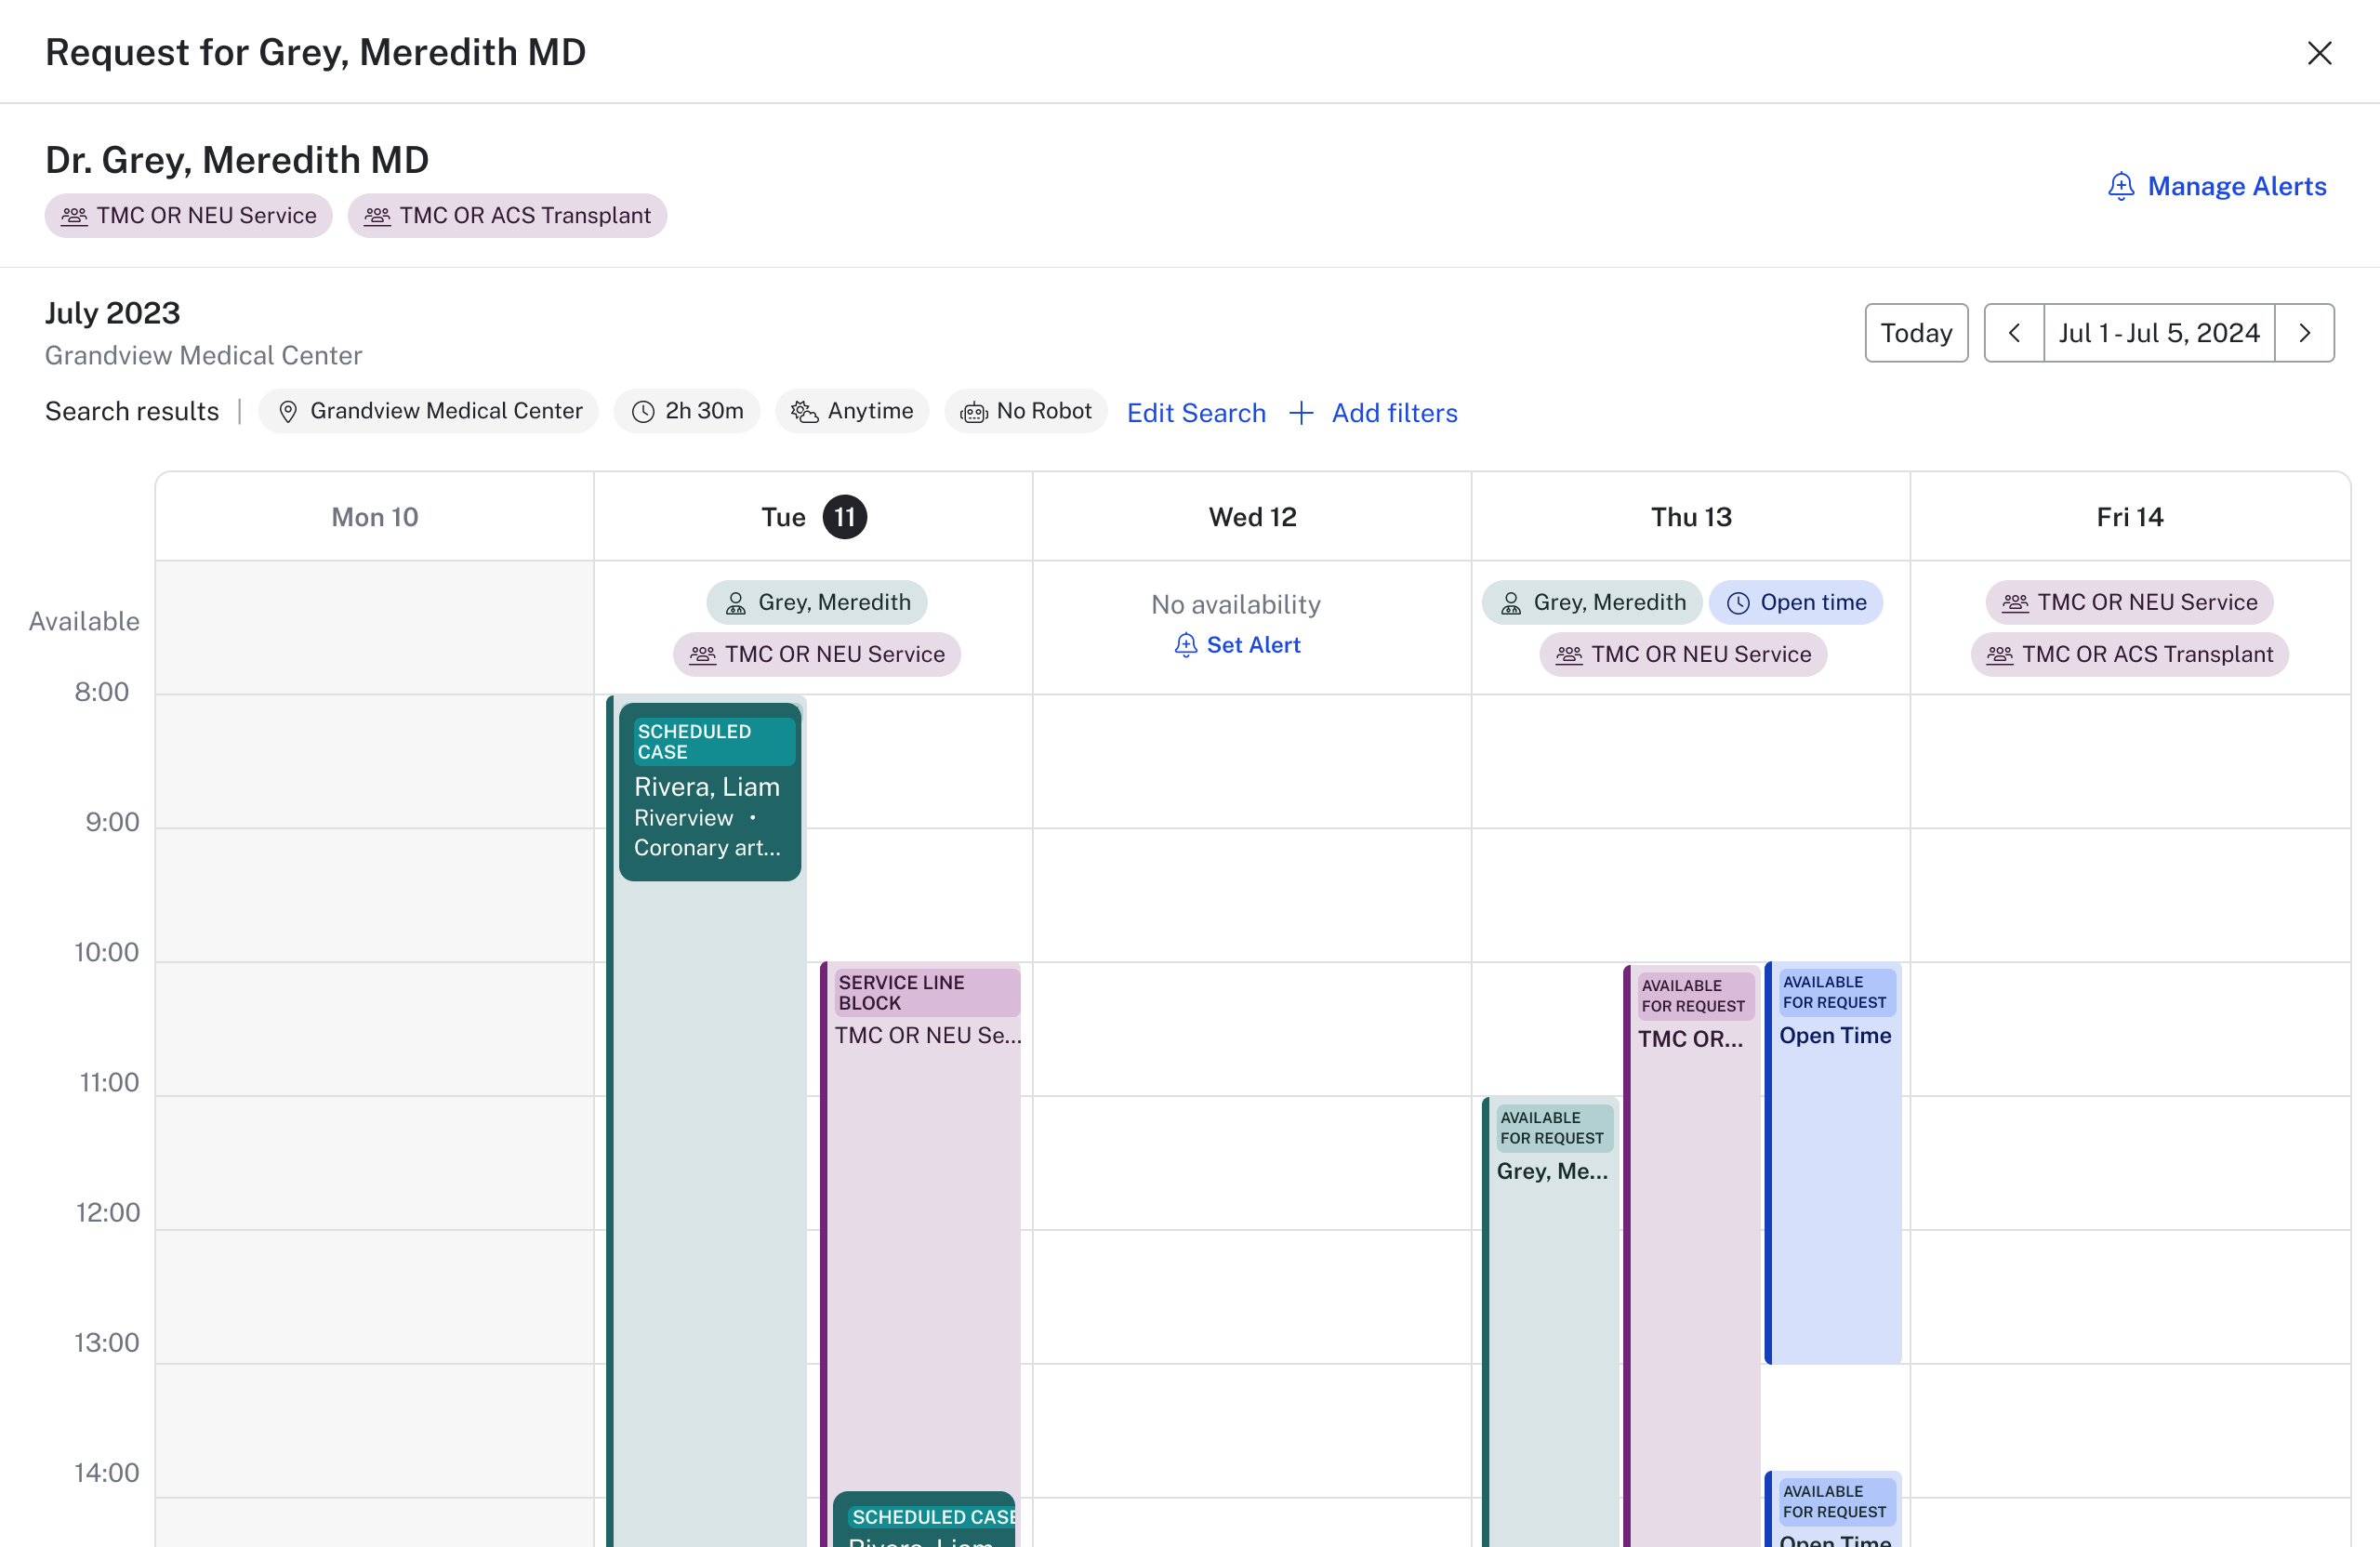 Request for Grey, Meredith MD
Dr. Grey, Meredith MD
TMC OR NEU Service
TMC OR ACS Transplant
Manage Alerts
July 2023
Grandview Medical Center
Today
Jul 1 - Jul 5, 2024
Search results
Grandview Medical Center
2h 30m
Anytime
No Robot
Edit Search
Add filters
Mon 10
Tue 11
Wed 12
Thu 13
Fri 14
Available
Grey, Meredith
TMC OR NEU Service
No availability
Set Alert
Grey, Meredith
Open time
TMC OR NEU Service
TMC OR NEU Service
TMC OR ACS Transplant
8:00
9:00
10:00
11:00
12:00
13:00
14:00
SCHEDULED
CASE
Rivera, Liam
Riverview •
Coronary art...
SERVICE LINE
BLOCK
TMC OR NEU Se...
SCHEDULED CASE
Rivera, Liam
AVAILABLE
FOR REQUEST
Grey, Me...
AVAILABLE
FOR REQUEST
TMC OR...
AVAILABLE
FOR REQUEST
Open Time
AVAILABLE
FOR REQUEST
Open Time